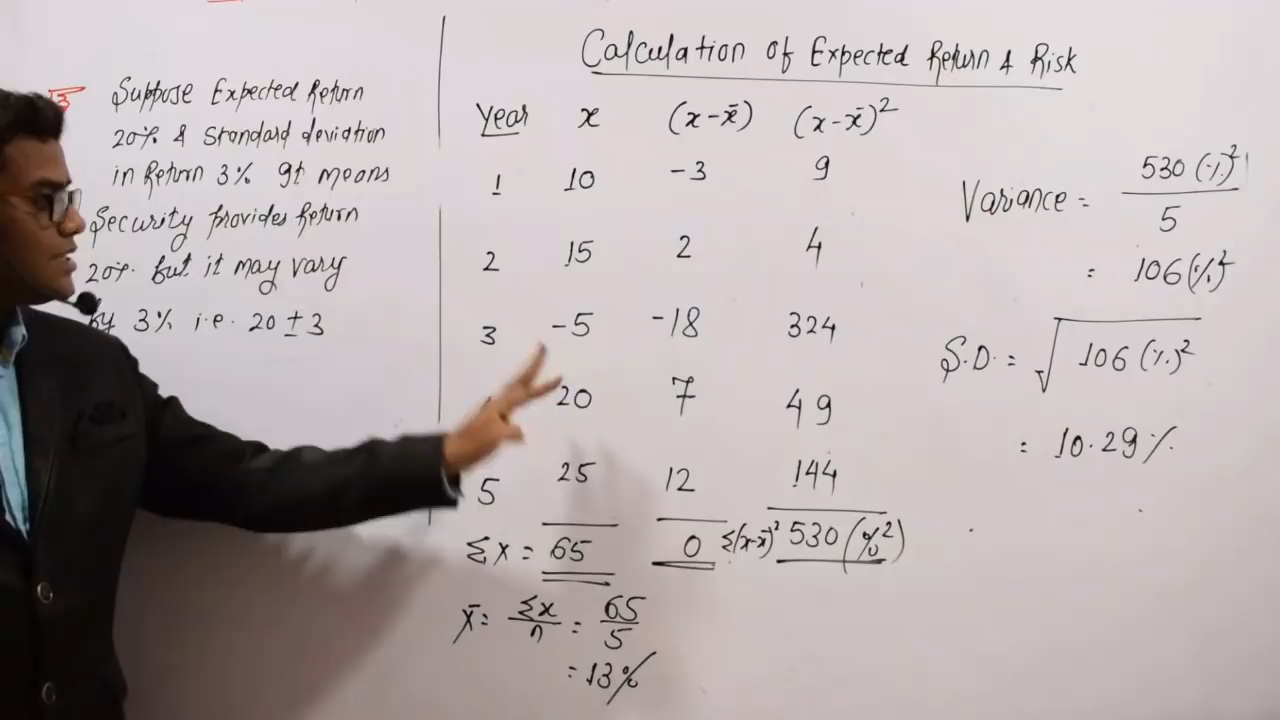 Calculation of Expected Return & Risk
Suppose Expected Return
20% & Standard deviation
in Return 3% It means
Security provides Return
20% but it may vary
by 3% i.e. 20 ± 3
Year x (x-x̄) (x-x̄)²
1 10 -3 9
2 15 2 4
3 -5 -18 324
20 7 49
5 25 12 144
Σx = 65 0 Σ(x-x̄)² 530 (%²)
x̄ = Σx/n = 65/5
= 13%
Variance = 530 (%)²/5
= 106 (%)²
S.D. = √106 (%)²
= 10.29%